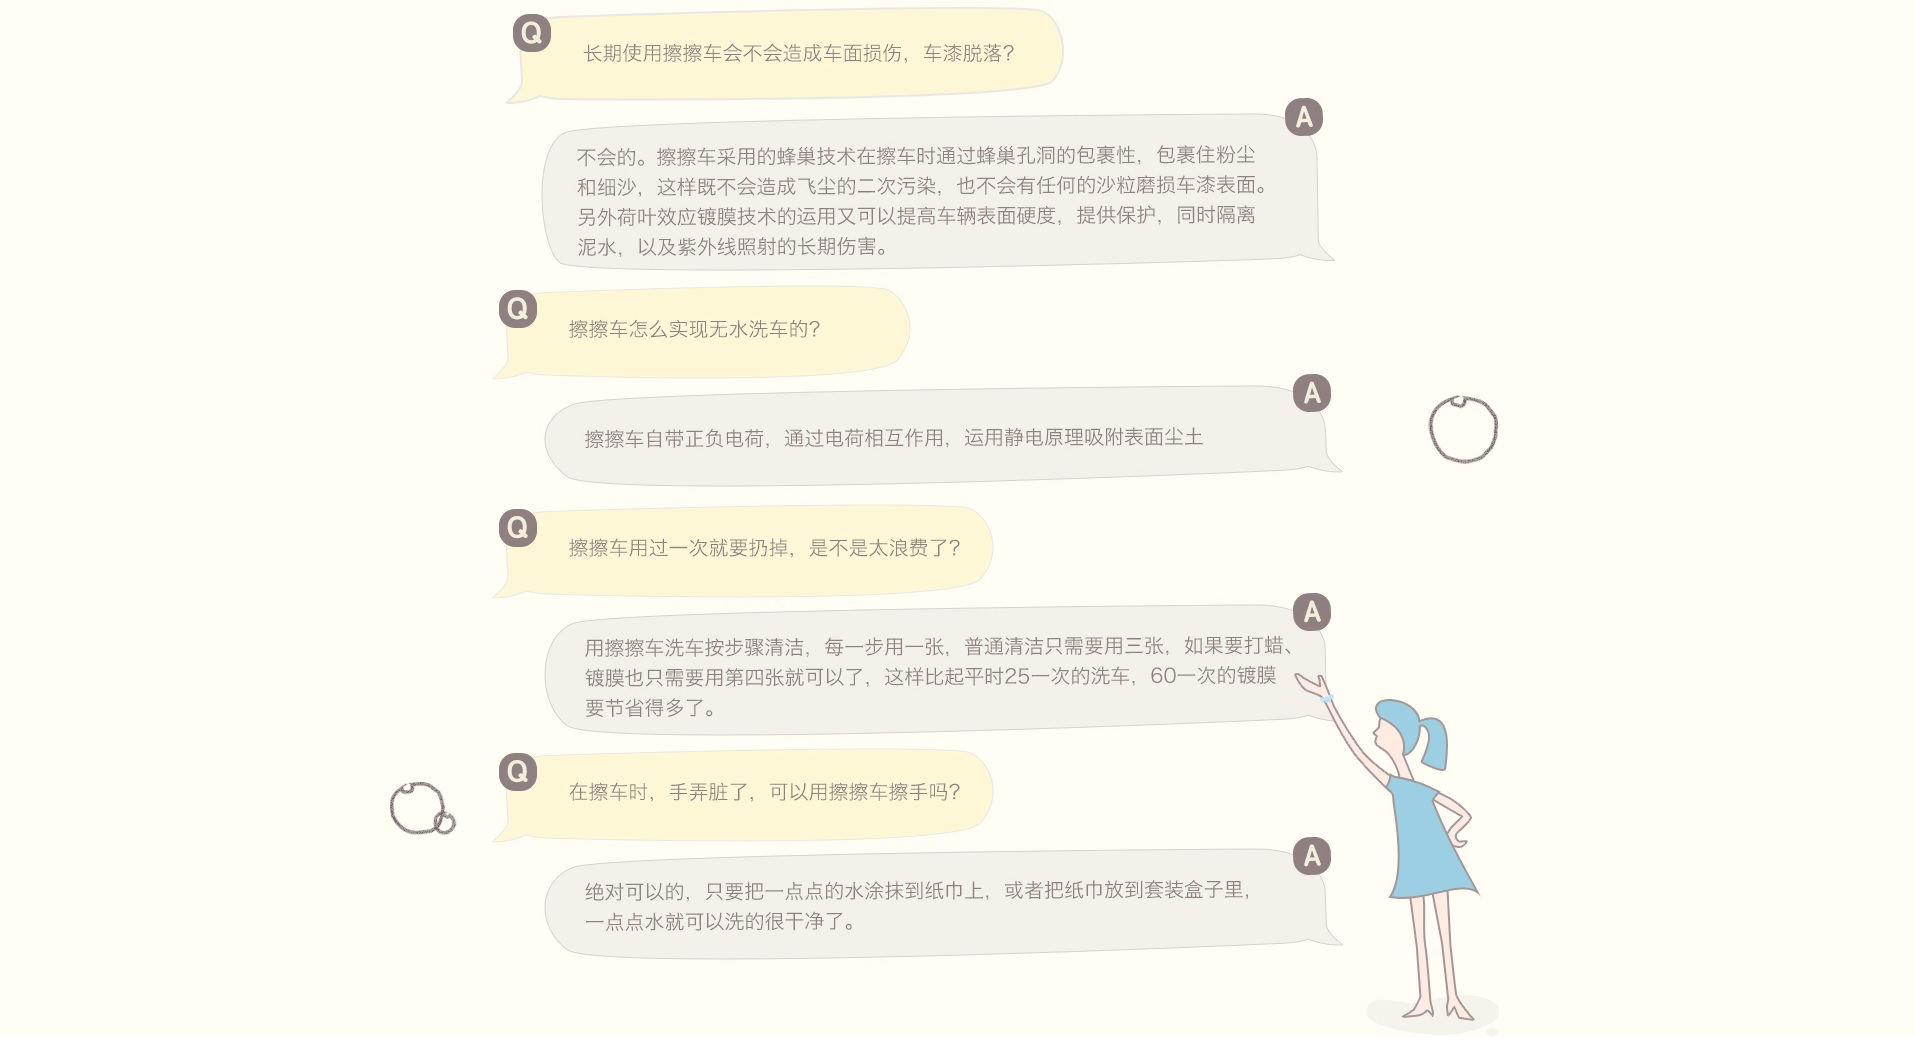 Q
长期使用擦擦车会不会造成车面损伤，车漆脱落?
A
不会的。擦擦车采用的蜂巢技术在擦车时通过蜂巢孔洞的包裹性，包裹住粉尘
和细沙，这样既不会造成飞尘的二次污染，也不会有任何的沙粒磨损车漆表面。
另外荷叶效应镀膜技术的运用又可以提高车辆表面硬度，提供保护，同时隔离
泥水，以及紫外线照射的长期伤害。
Q
擦擦车怎么实现无水洗车的?
A
擦擦车自带正负电荷，通过电荷相互作用，运用静电原理吸附表面尘土
Q
擦擦车用过一次就要扔掉，是不是太浪费了?
A
用擦擦车洗车按步骤清洁，每一步用一张，普通清洁只需要用三张，如果要打蜡、
镀膜也只需要用第四张就可以了，这样比起平时25一次的洗车，60一次的镀膜
要节省得多了。
Q
在擦车时，手弄脏了，可以用擦擦车擦手吗?
A
绝对可以的，只要把一点点的水涂抹到纸巾上，或者把纸巾放到套装盒子里，
一点点水就可以洗的很干净了。